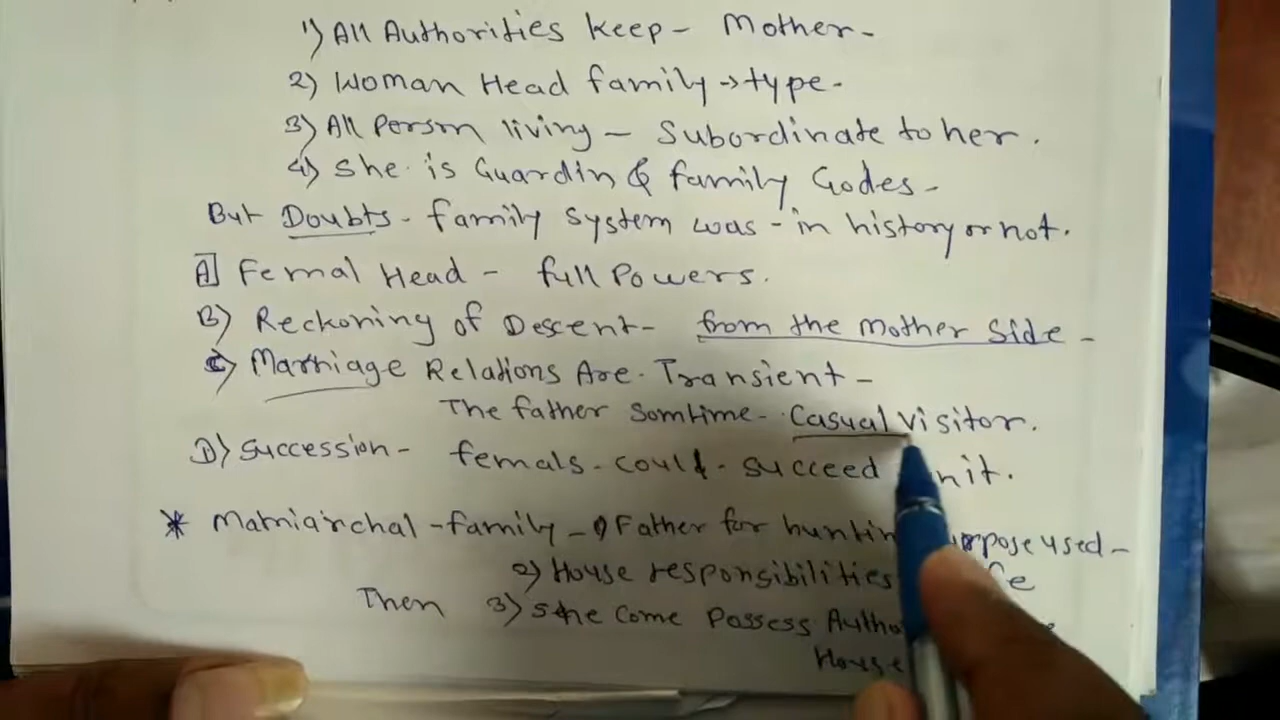 1) All Authorities keep - Mother -
2) Woman Head family → type -
3) All Person living - Subordinate to her.
4) She is Guardin & family Godes -
But Doubts - family System was - in history or not.
A] Femal Head - full Powers.
B) Reckoning of Descent - from the Mother Side -
C) Marriage Relations Are Transient -
The father Somtime - Casual visitor.
D) Succession - femals - could - succeed nit.
* Matriarchal - family - 1) Father for huntin used -
2) House responsibilities
Then 3) She Come Possess
House